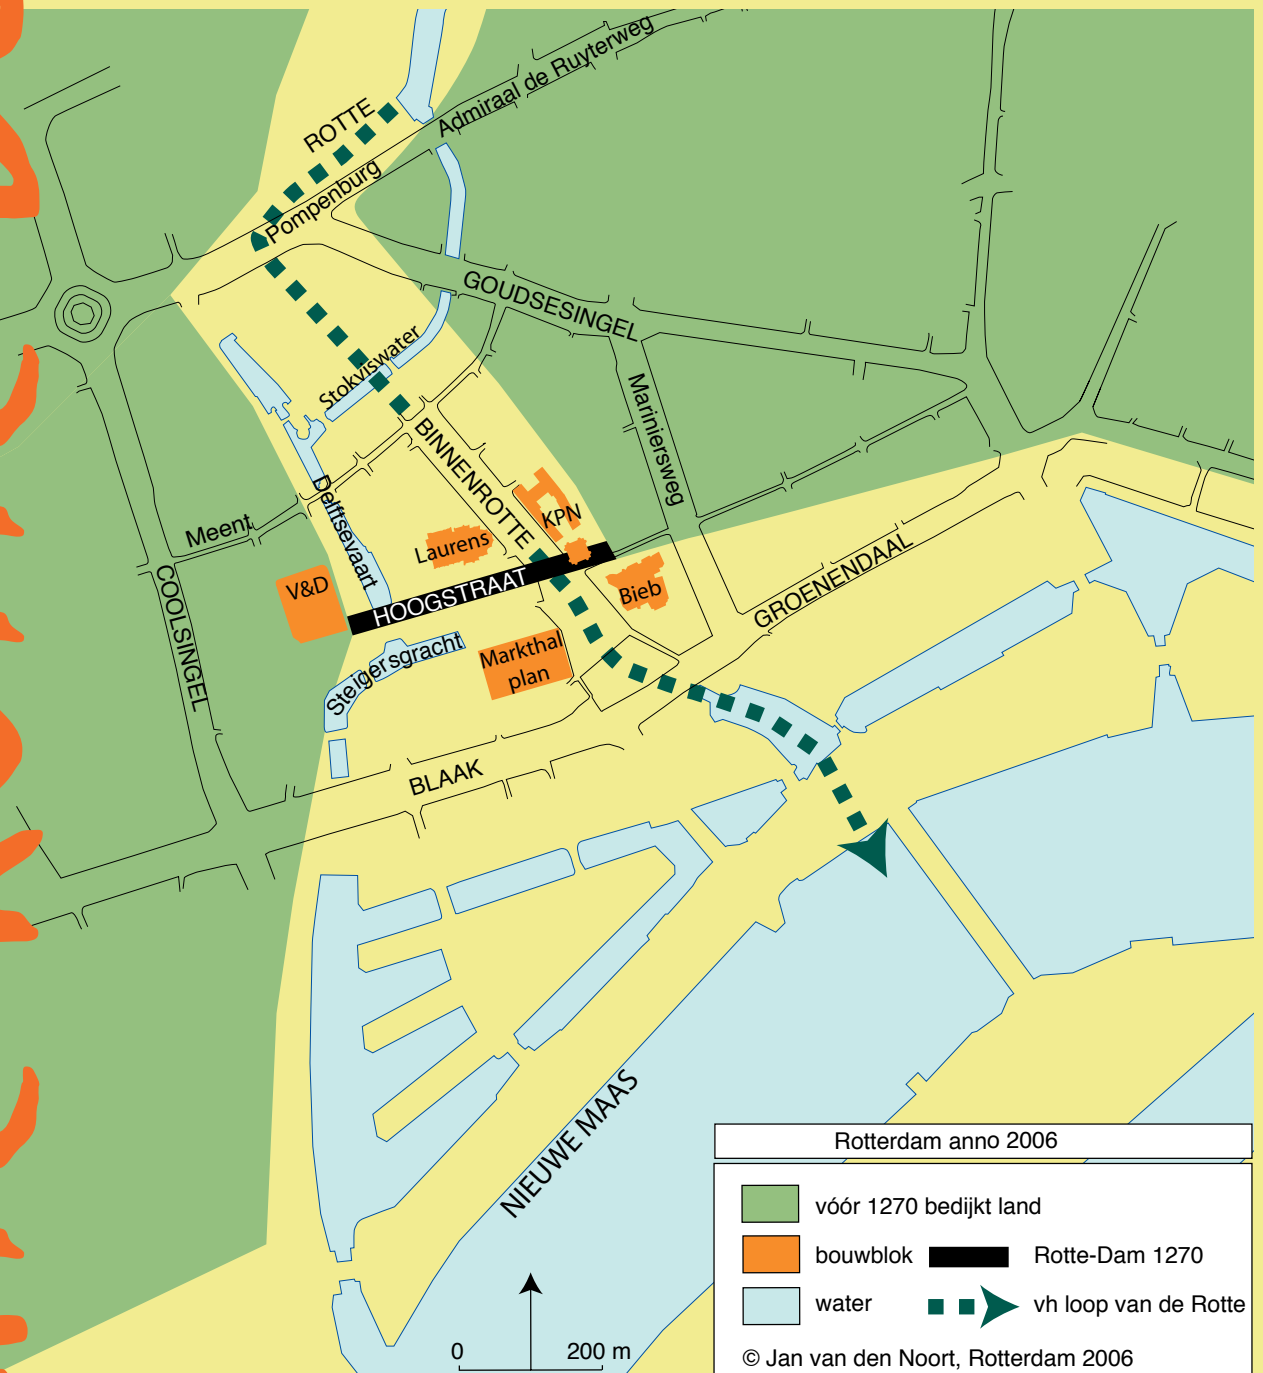 ROTTE
Admiraal de Ruyterweg
Pompenburg
GOUDSESINGEL
Stokviswater
Mariniersweg
BINNENROTTE
Delftsevaart
Meent
KPN
Laurens
V&D
COOLSINGEL
HOOGSTRAAT
Bieb
GROENENDAAL
Steigersgracht
Markthal
plan
BLAAK
NIEUWE MAAS
Rotterdam anno 2006
vóór 1270 bedijkt land
bouwblok
Rotte-Dam 1270
water
vh loop van de Rotte
0 200 m
© Jan van den Noort, Rotterdam 2006